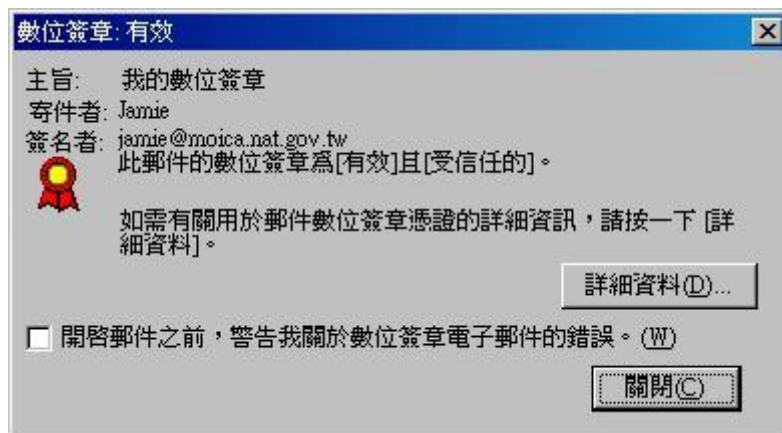 數位簽章: 有效
主旨: 我的數位簽章
寄件者: Jamie
簽名者: jamie@moica.nat.gov.tw
此郵件的數位簽章爲[有效]且[受信任的]。
如需有關用於郵件數位簽章憑證的詳細資訊，請按一下 [詳
細資料]。
詳細資料(D)...
開啓郵件之前，警告我關於數位簽章電子郵件的錯誤。(W)
關閉(C)